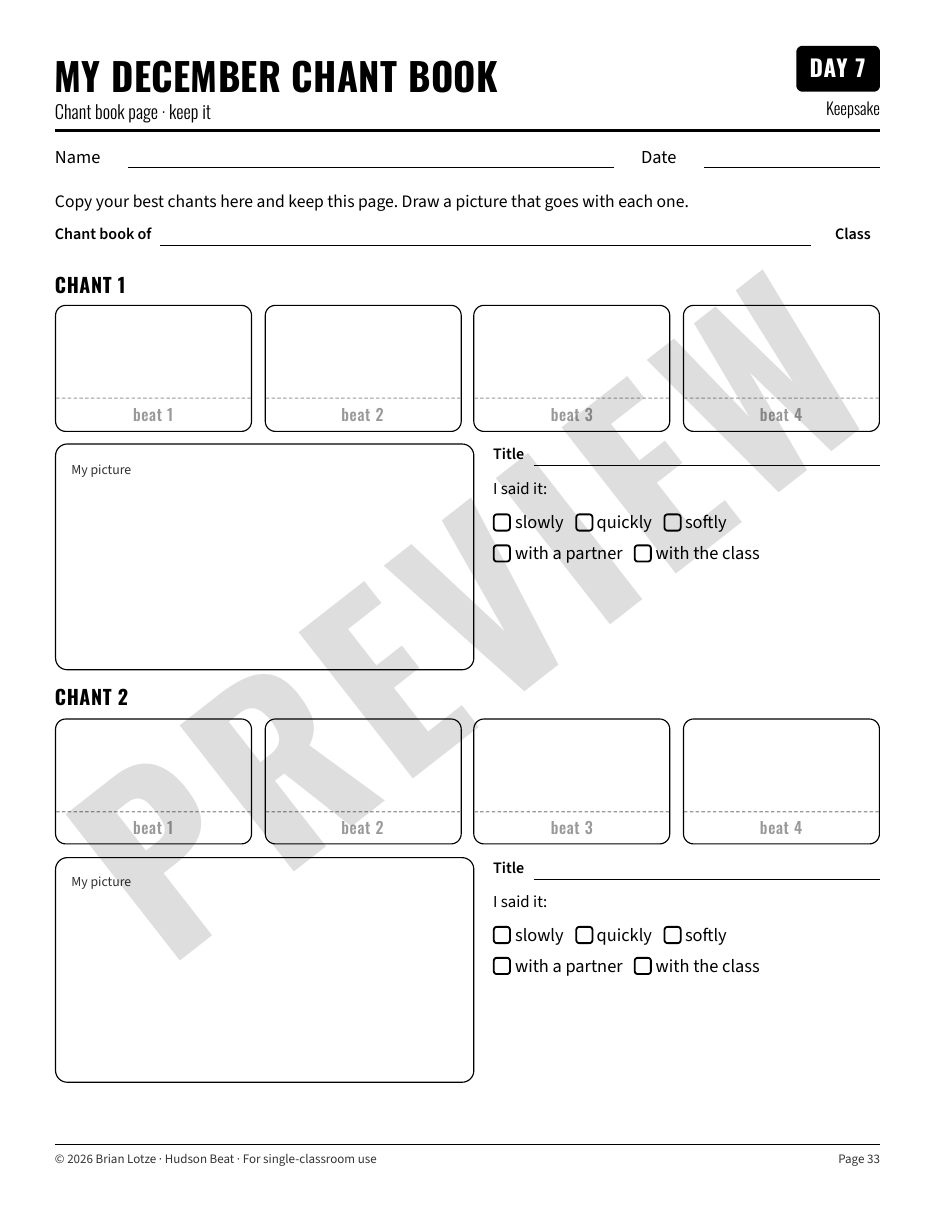 MY DECEMBER CHANT BOOK
DAY 7
Chant book page · keep it
Keepsake
Name
Date
Copy your best chants here and keep this page. Draw a picture that goes with each one.
Chant book of
Class
CHANT 1
beat 1
beat 2
beat 3
beat 4
My picture
Title
I said it:
slowly quickly softly
with a partner with the class
CHANT 2
beat 1
beat 2
beat 3
beat 4
My picture
Title
I said it:
slowly quickly softly
with a partner with the class
PREVIEW
© 2026 Brian Lotze · Hudson Beat · For single-classroom use
Page 33